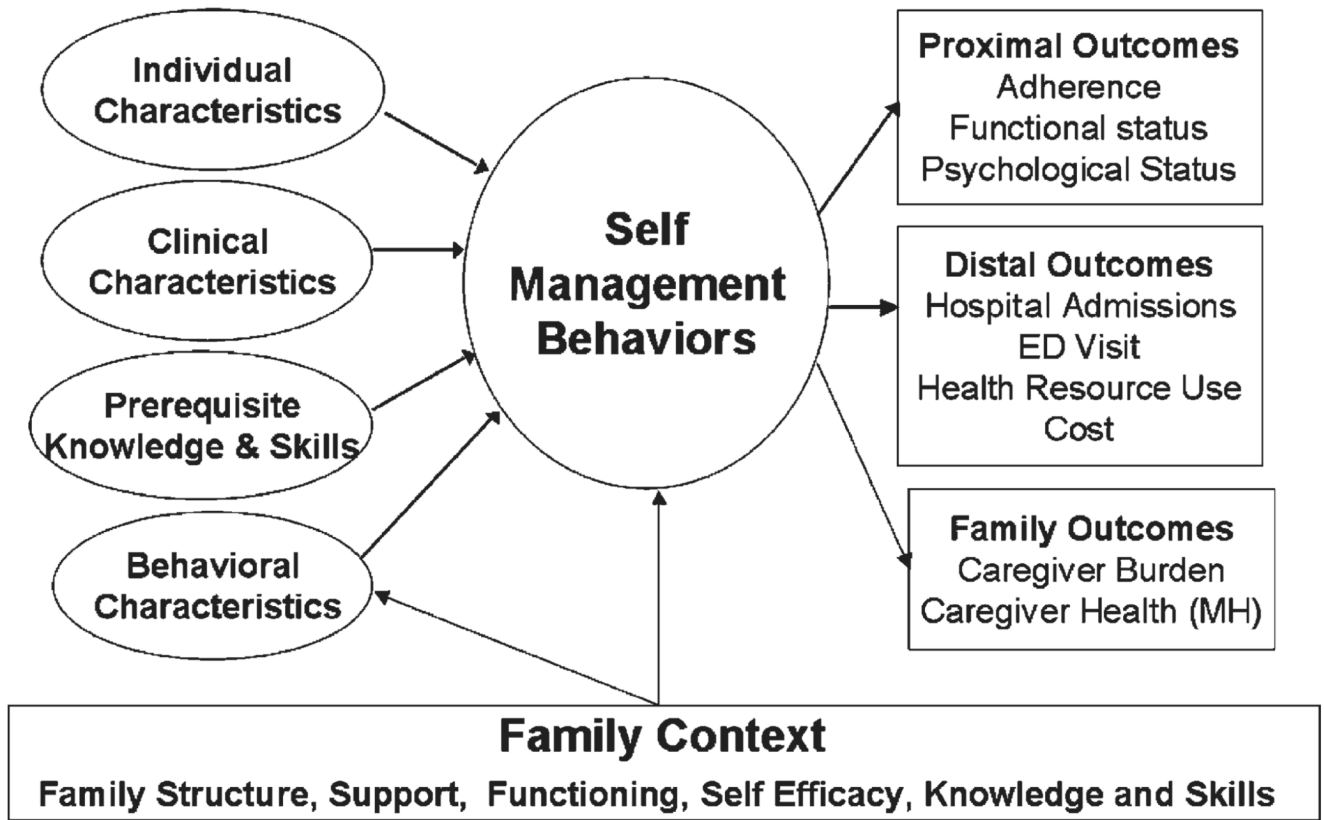 Individual
Characteristics
Clinical
Characteristics
Prerequisite
Knowledge & Skills
Behavioral
Characteristics
Self
Management
Behaviors
Proximal Outcomes
Adherence
Functional status
Psychological Status
Distal Outcomes
Hospital Admissions
ED Visit
Health Resource Use
Cost
Family Outcomes
Caregiver Burden
Caregiver Health (MH)
Family Context
Family Structure, Support, Functioning, Self Efficacy, Knowledge and Skills